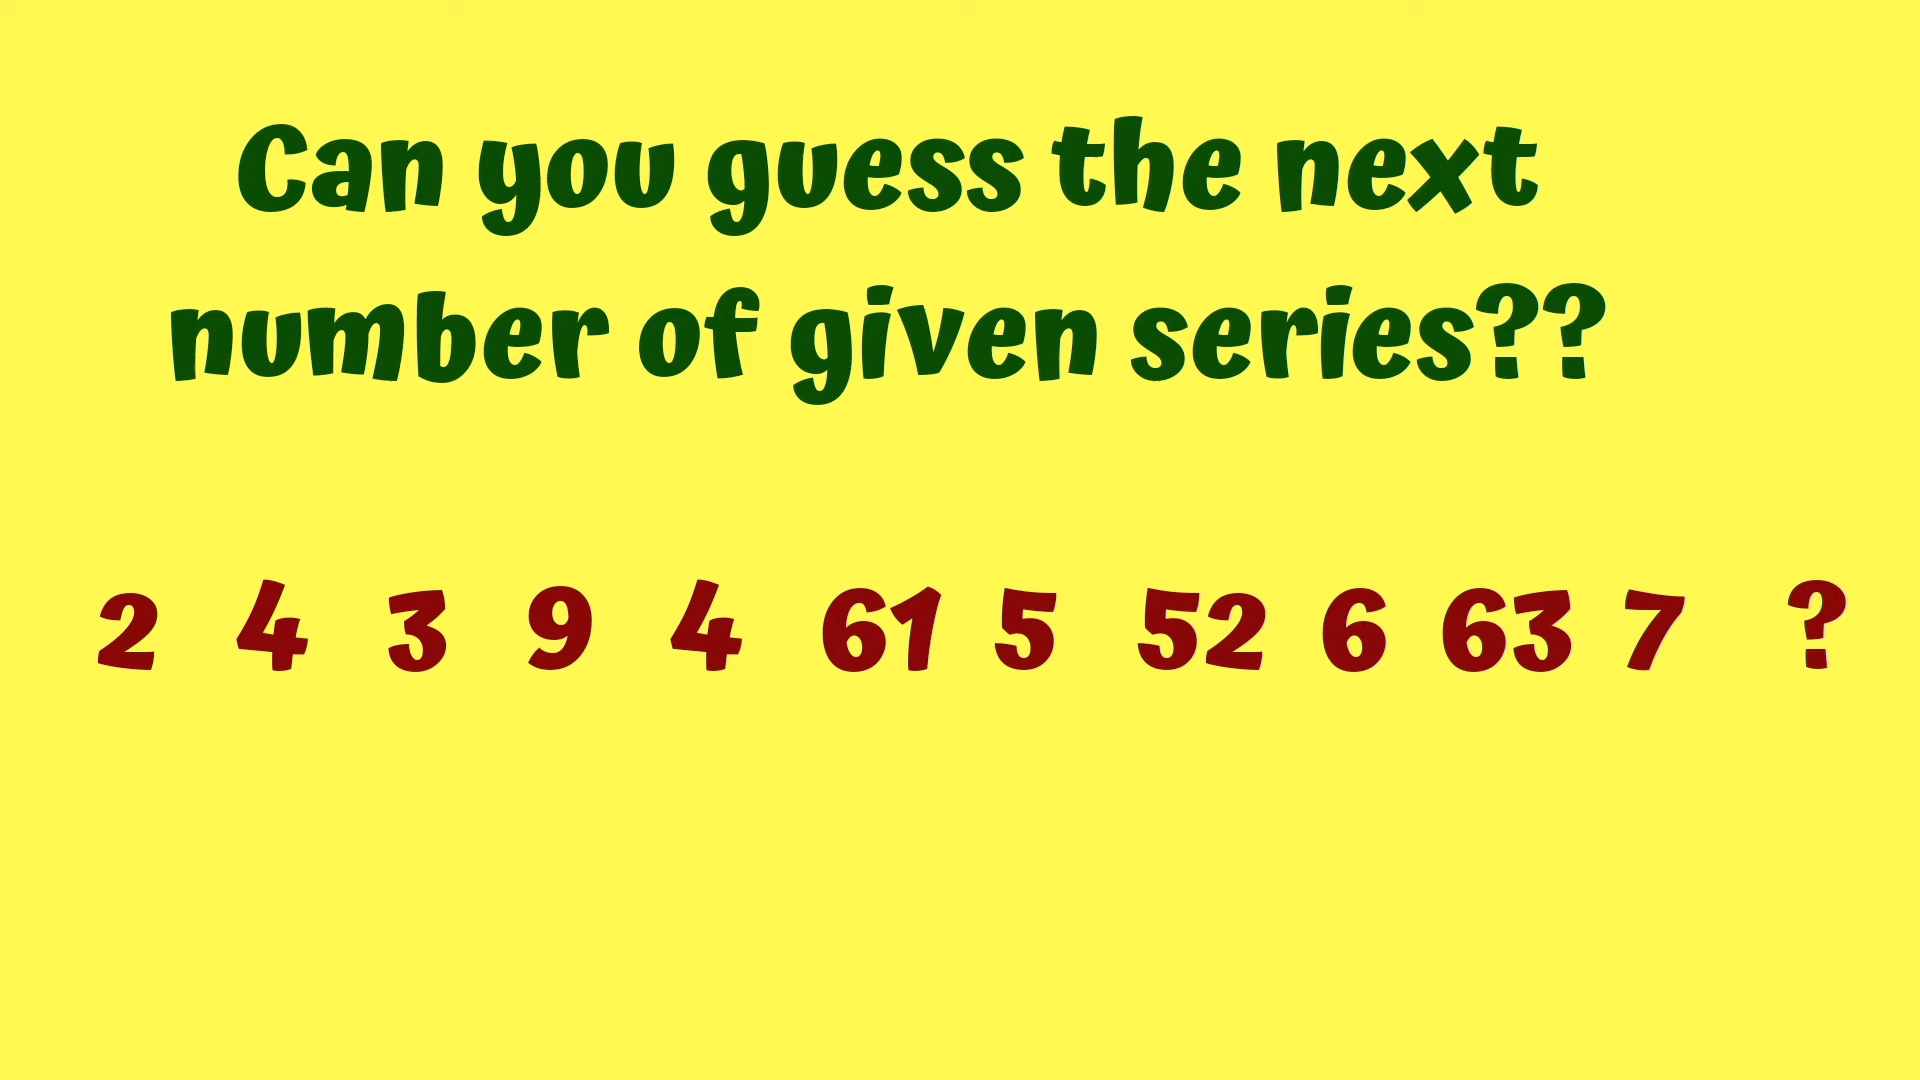 Can you guess the next
number of given series??
2 4 3 9 4 61 5 52 6 63 7 ?